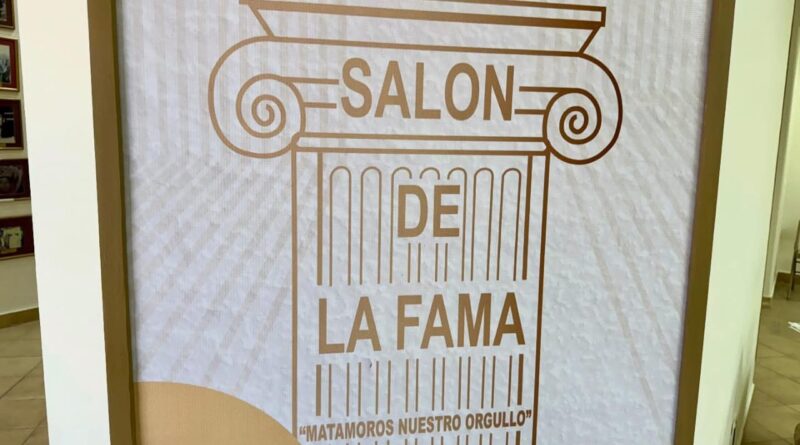 SALON
DE
LA FAMA
“MATAMOROS NUESTRO ORGULLO”